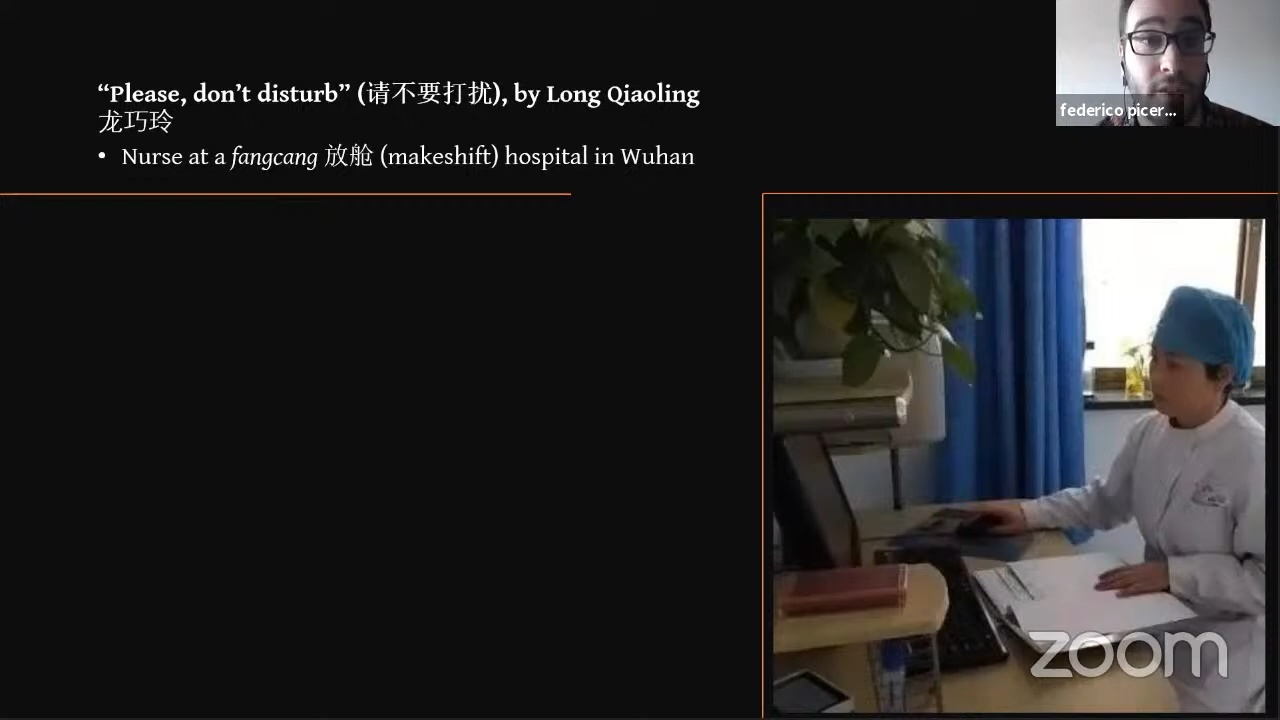 “Please, don’t disturb” (请不要打扰), by Long Qiaoling
龙巧玲
• Nurse at a fangcang 放舱 (makeshift) hospital in Wuhan
federico picer...
zoom